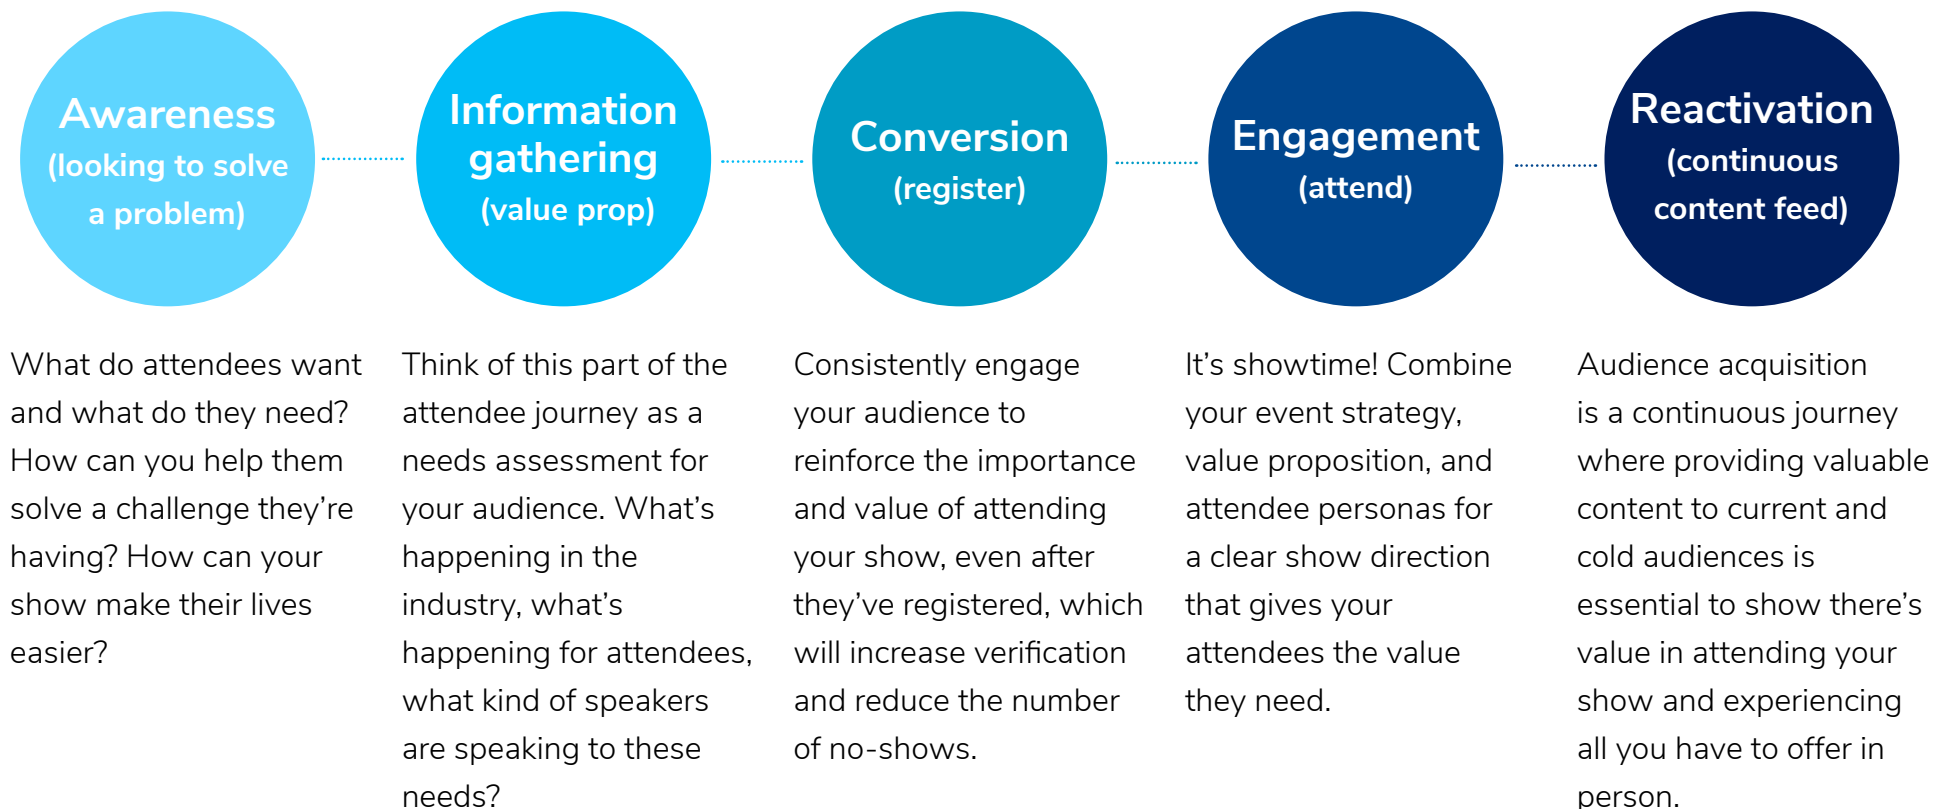 Awareness
(looking to solve
a problem)
Information
gathering
(value prop)
Conversion
(register)
Engagement
(attend)
Reactivation
(continuous
content feed)
What do attendees want
and what do they need?
How can you help them
solve a challenge they’re
having? How can your
show make their lives
easier?
Think of this part of the
attendee journey as a
needs assessment for
your audience. What’s
happening in the
industry, what’s
happening for attendees,
what kind of speakers
are speaking to these
needs?
Consistently engage
your audience to
reinforce the importance
and value of attending
your show, even after
they’ve registered, which
will increase verification
and reduce the number
of no-shows.
It’s showtime! Combine
your event strategy,
value proposition, and
attendee personas for
a clear show direction
that gives your
attendees the value
they need.
Audience acquisition
is a continuous journey
where providing valuable
content to current and
cold audiences is
essential to show there’s
value in attending your
show and experiencing
all you have to offer in
person.